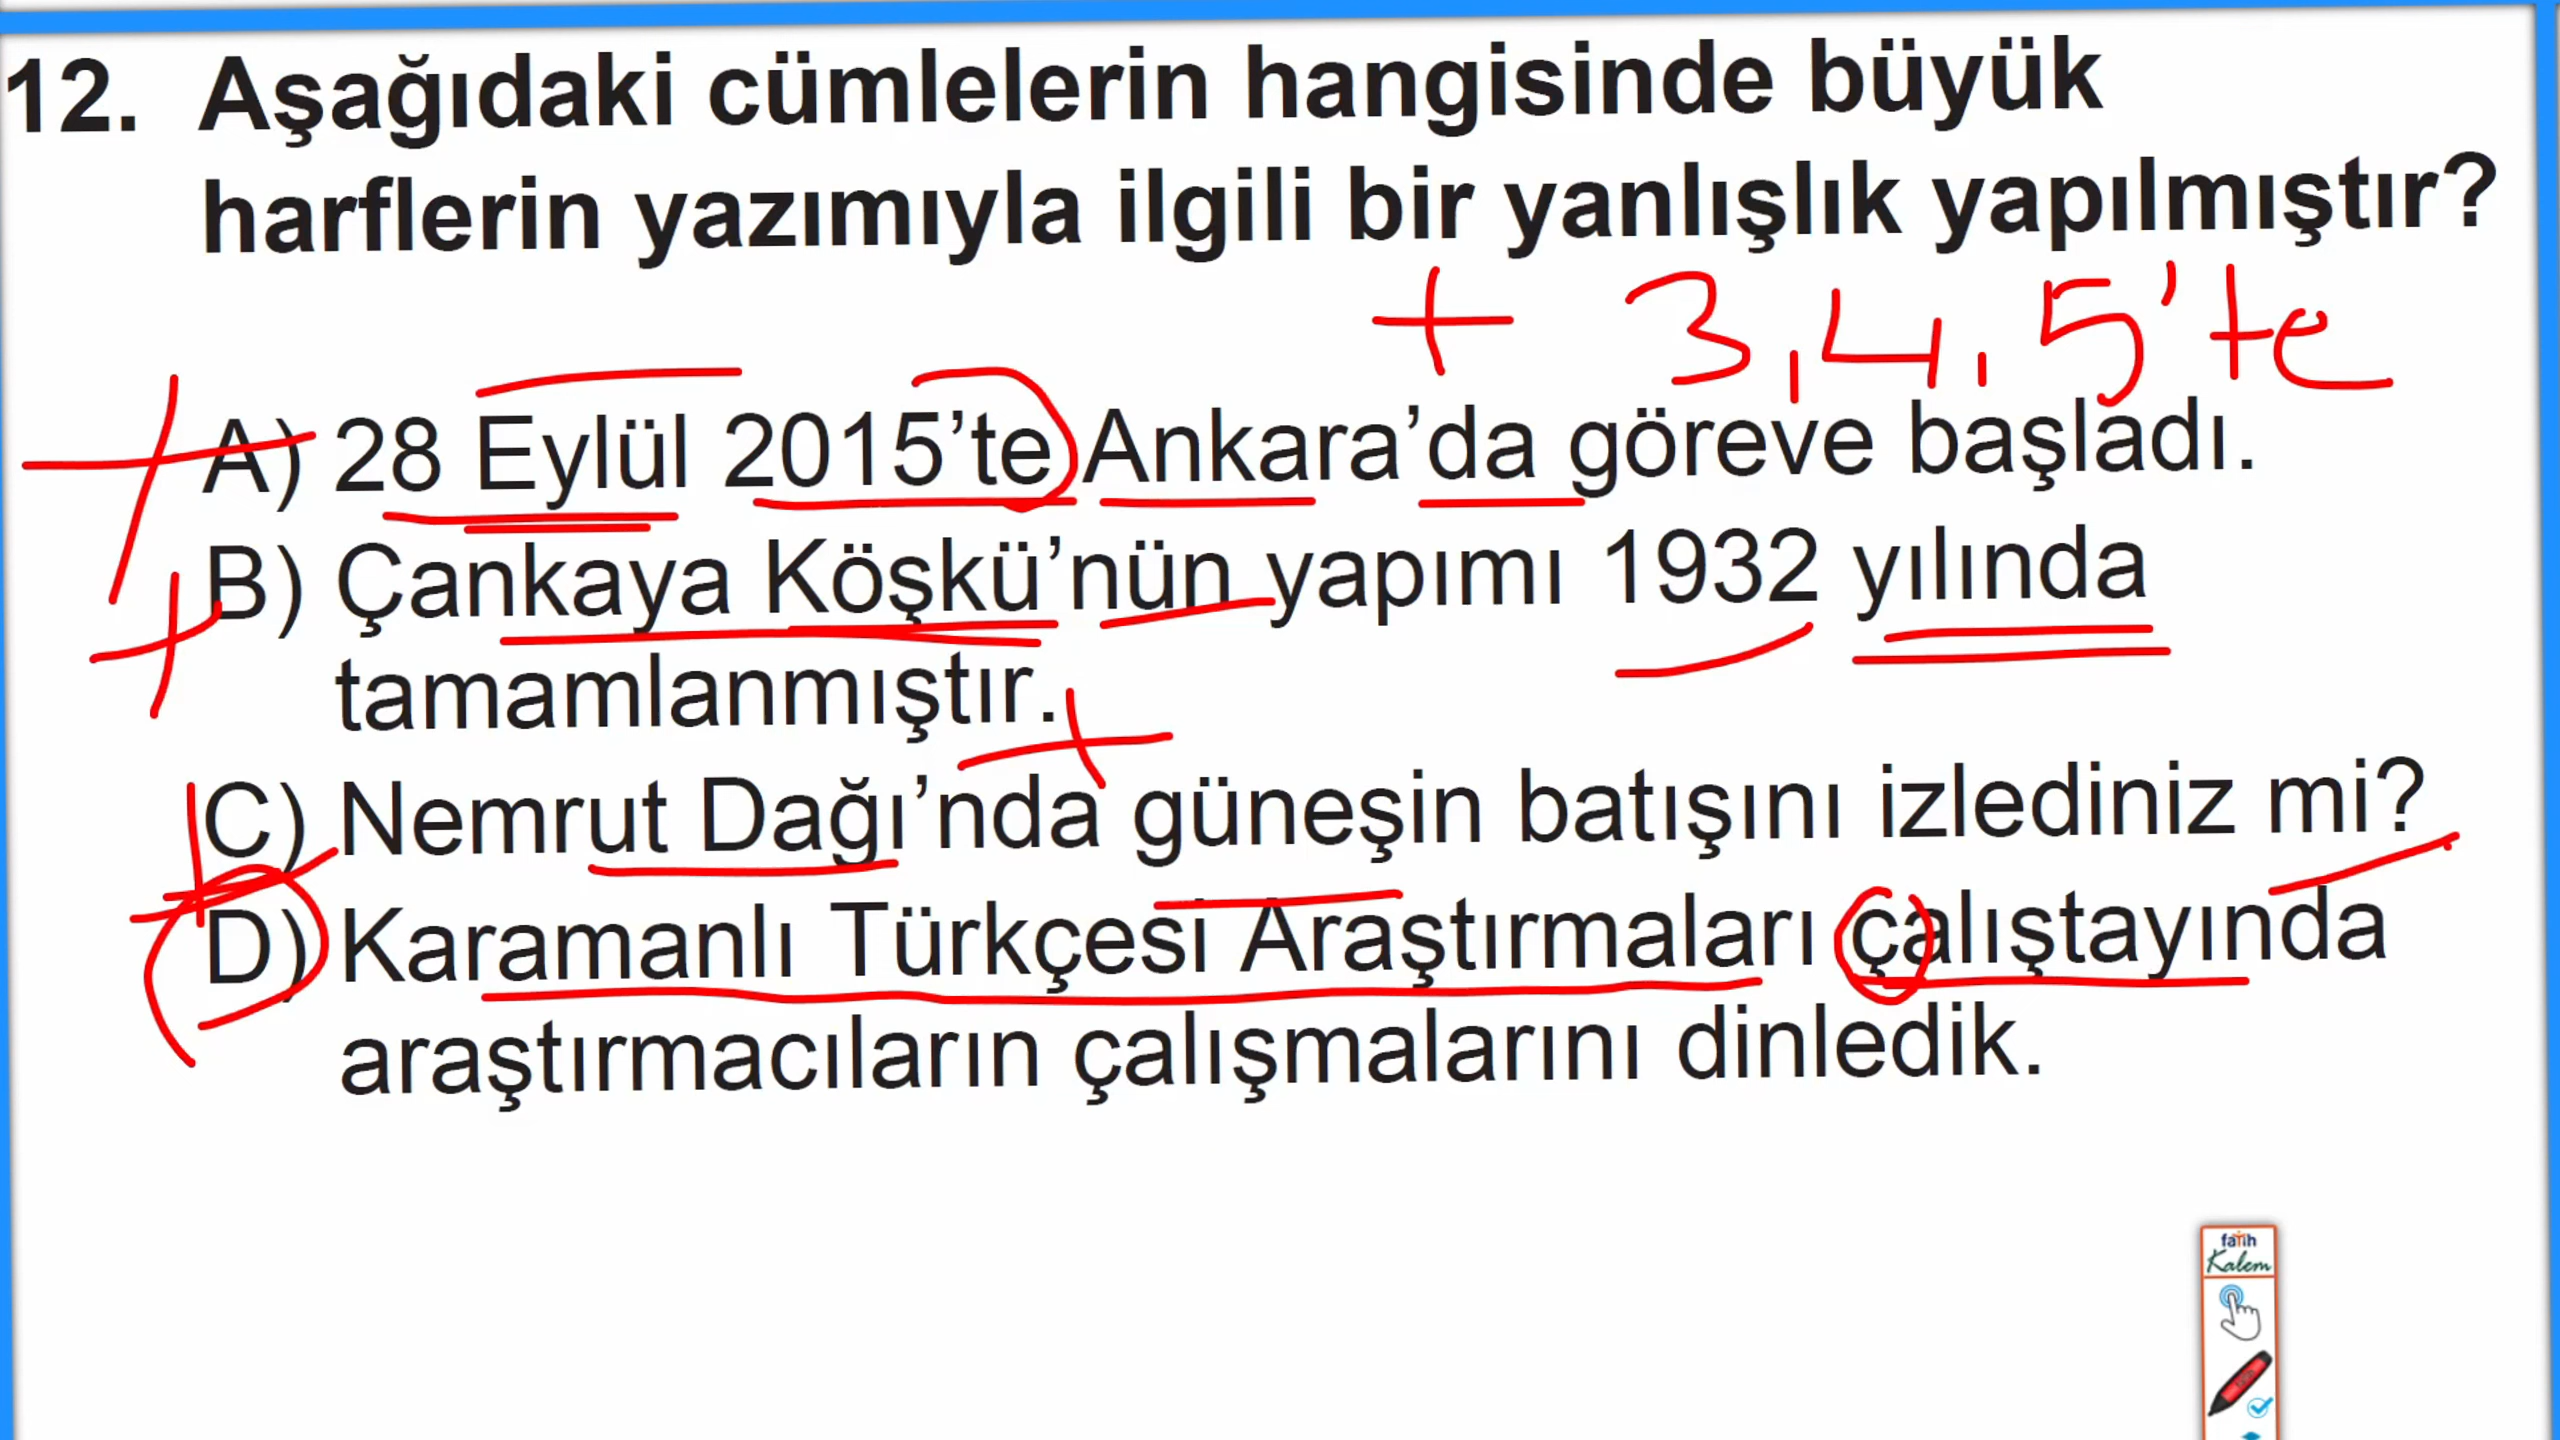 12. Aşağıdaki cümlelerin hangisinde büyük
harflerin yazımıyla ilgili bir yanlışlık yapılmıştır?
+ 3,4,5'te
A) 28 Eylül 2015’te Ankara’da göreve başladı.
B) Çankaya Köşkü’nün yapımı 1932 yılında
tamamlanmıştır.
C) Nemrut Dağı’nda güneşin batışını izlediniz mi?
D) Karamanlı Türkçesi Araştırmaları çalıştayında
araştırmacıların çalışmalarını dinledik.
fatih
Kalem